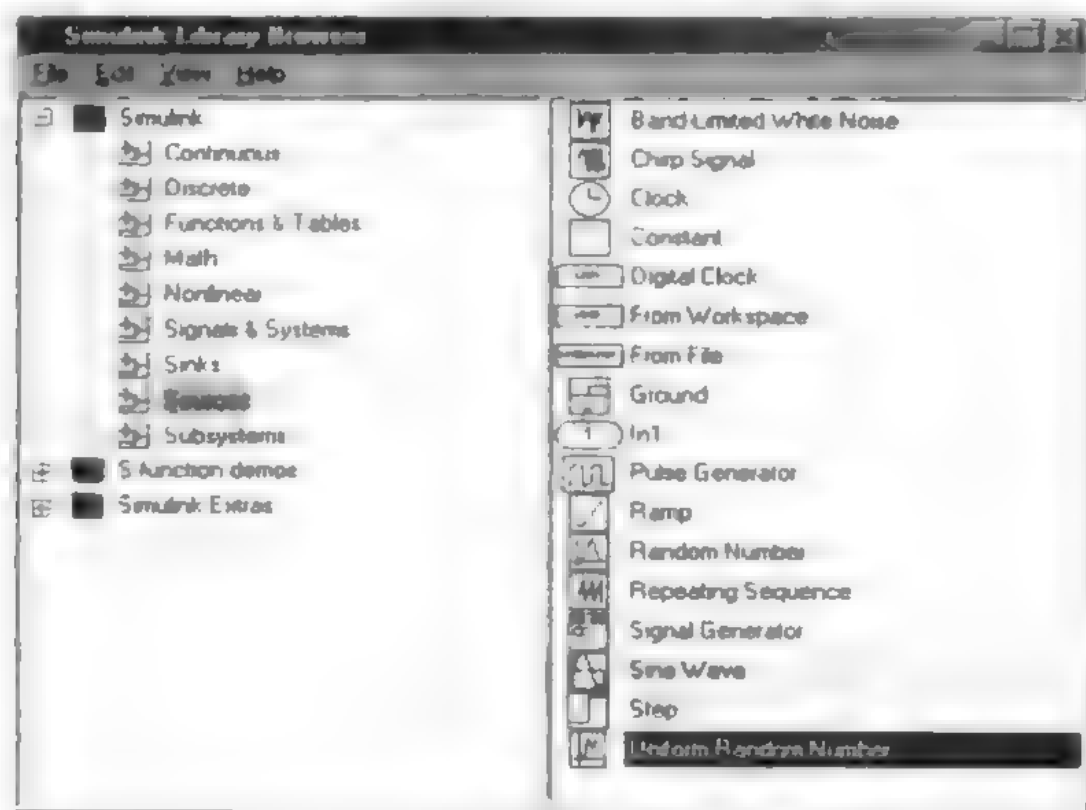 Simulink Library Browser
File Edit View Help
Simulink
Continuous
Discrete
Functions & Tables
Math
Nonlinear
Signals & Systems
Sinks
Sources
Subsystems
S-function demos
Simulink Extras
Band-Limited White Noise
Chirp Signal
Clock
Constant
Digital Clock
From Workspace
From File
Ground
1
In1
Pulse Generator
Ramp
Random Number
Repeating Sequence
Signal Generator
Sine Wave
Step
Uniform Random Number